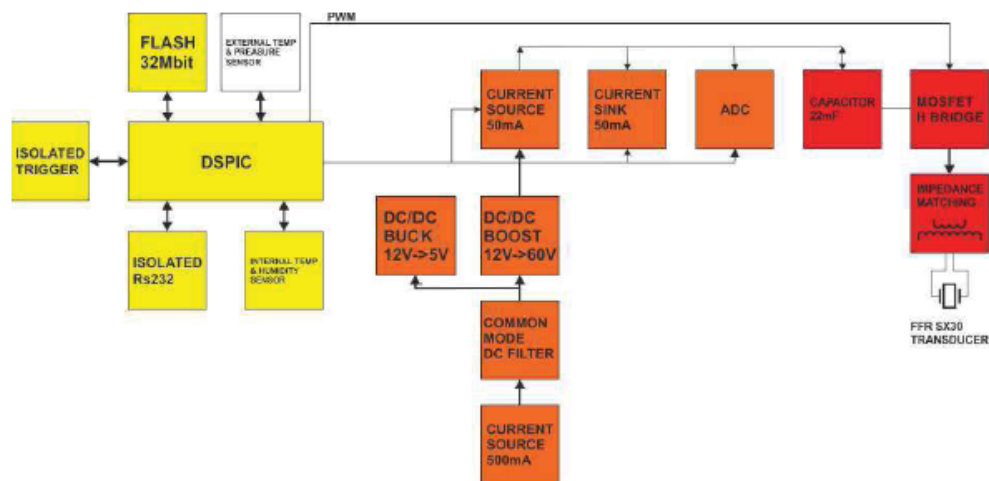 PWM
FLASH
32Mbit
EXTERNAL TEMP
& PREASURE
SENSOR
CURRENT
SOURCE
50mA
CURRENT
SINK
50mA
ADC
CAPACITOR
22mF
MOSFET
H BRIDGE
ISOLATED
TRIGGER
DSPIC
IMPEDANCE
MATCHING
ISOLATED
Rs232
INTERNAL TEMP
& HUMIDITY
SENSOR
DC/DC
BUCK
12V->5V
DC/DC
BOOST
12V->60V
COMMON
MODE
DC FILTER
FFR SX30
TRANSDUCER
CURRENT
SOURCE
500mA